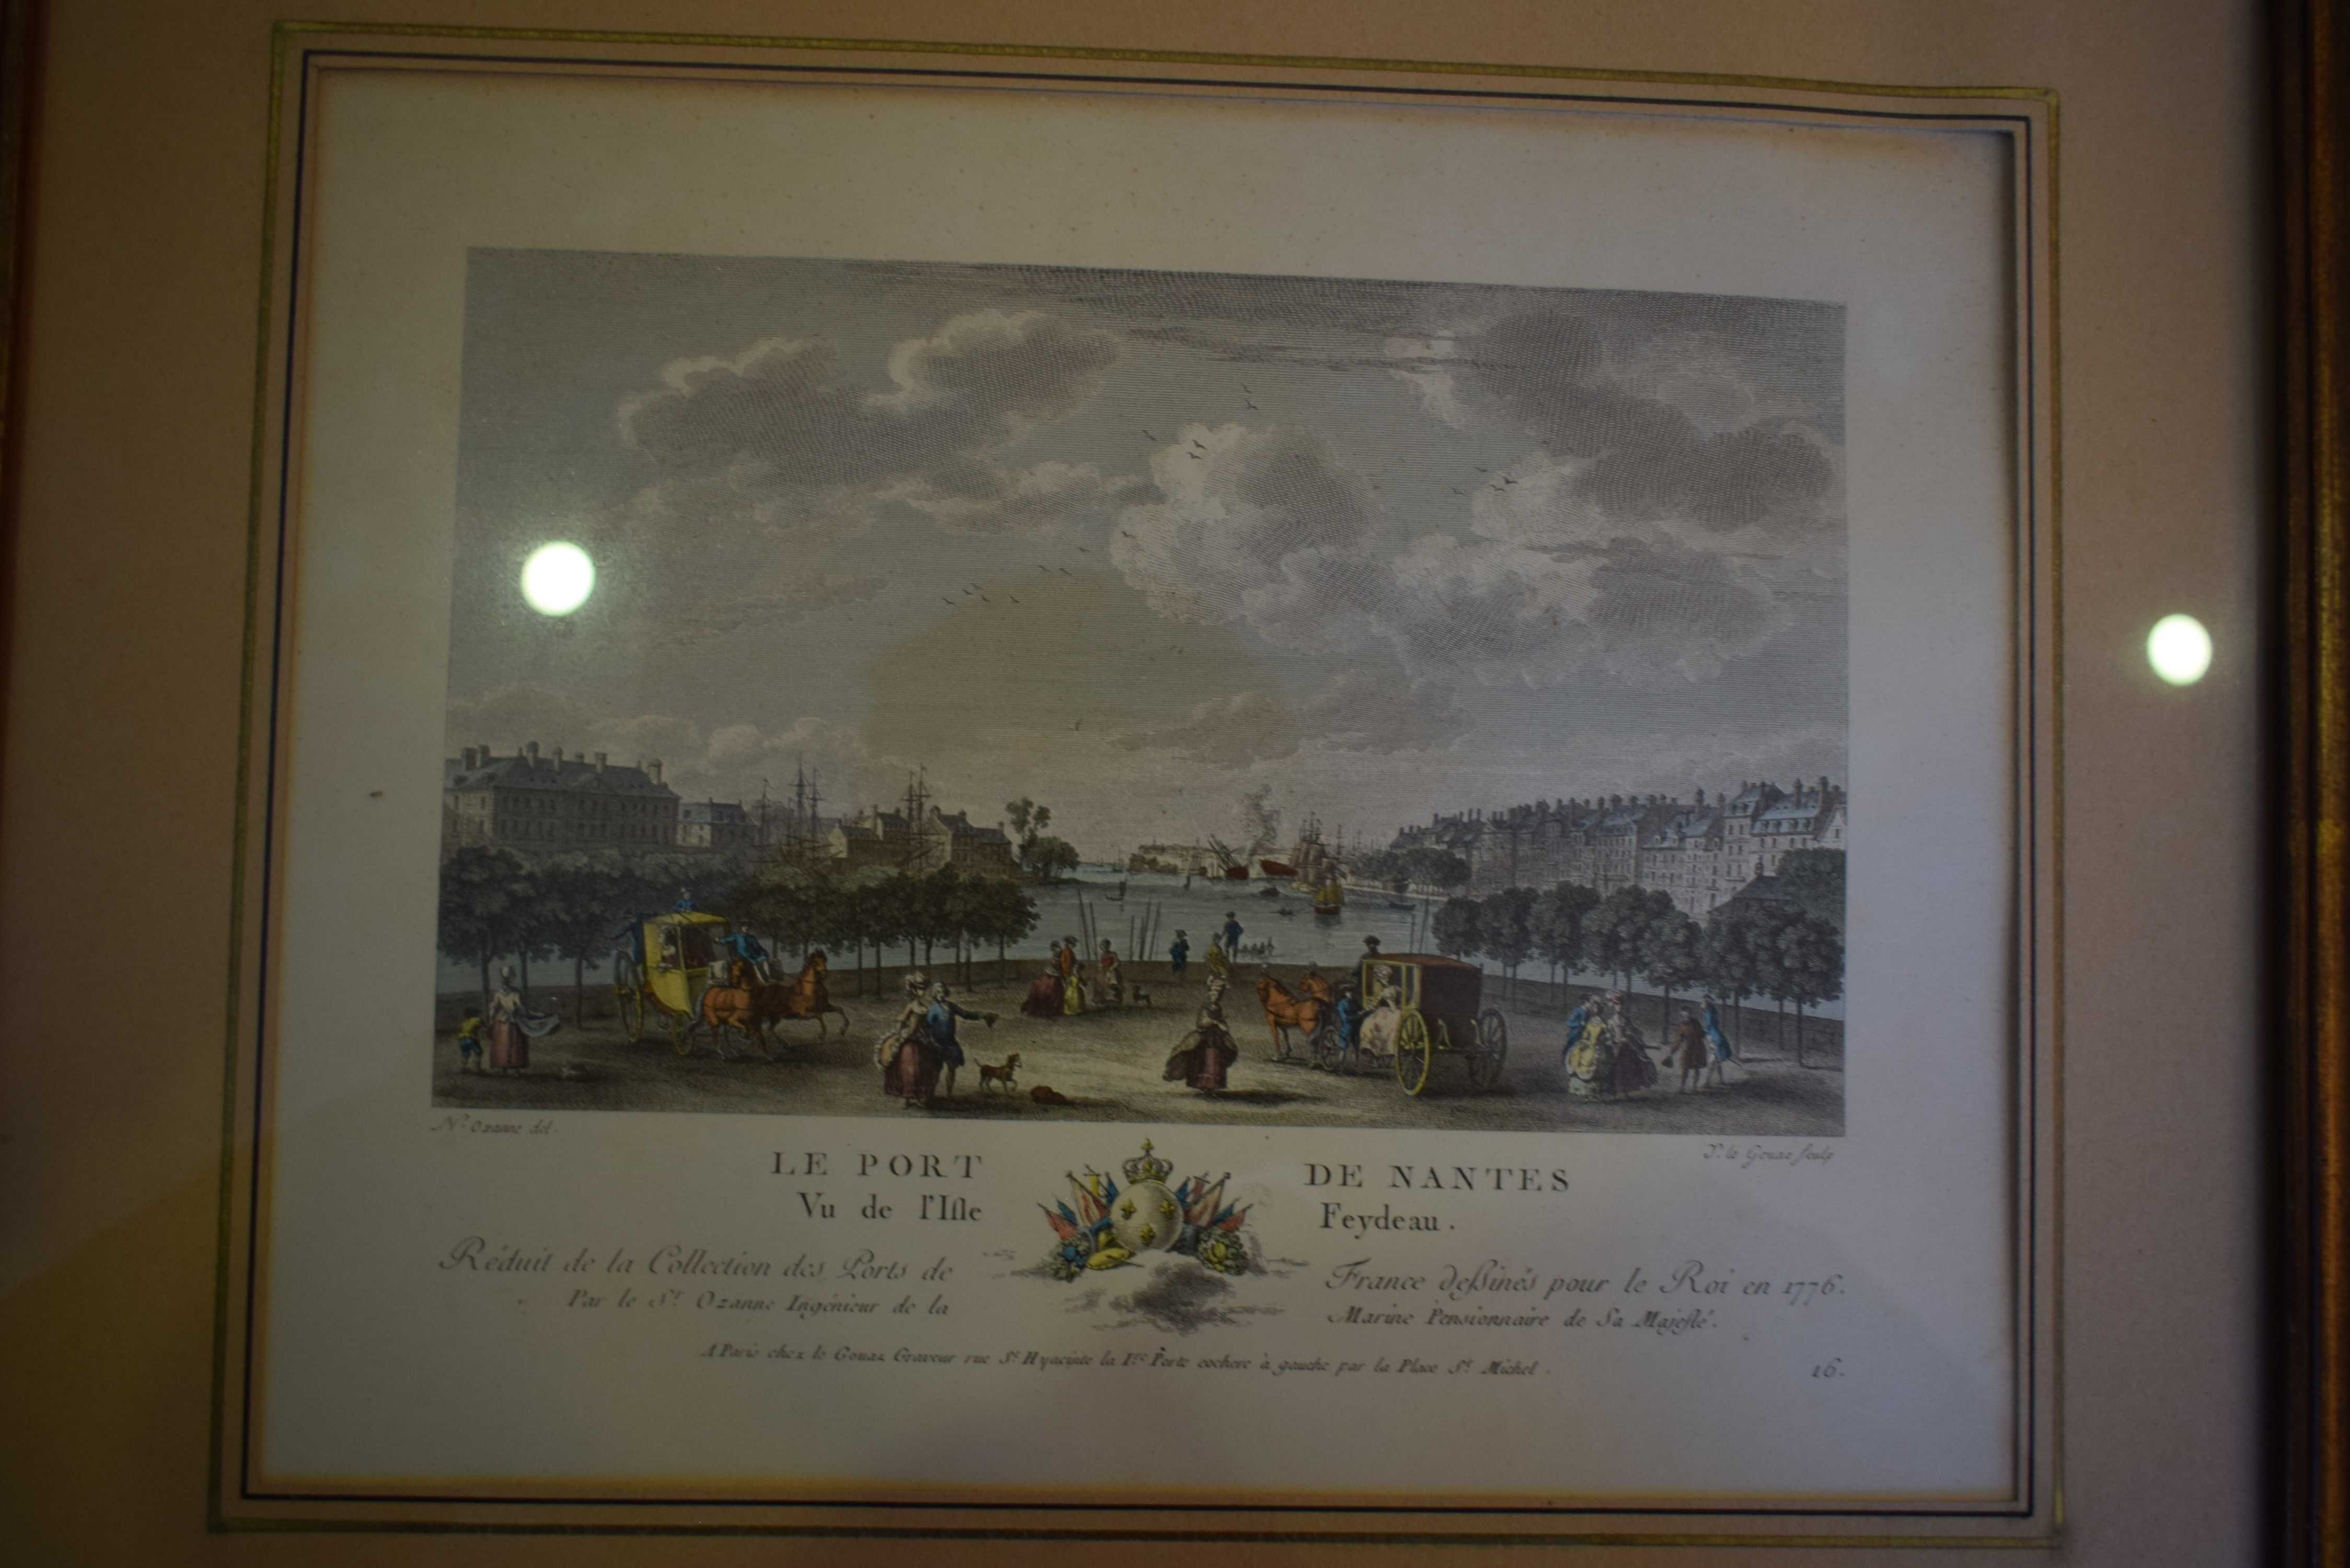 N. Ozanne del.
Y. le Gouaz sculp
LE PORT DE NANTES
Vu de l'Iſle Feydeau.
Réduit de la Collection des Ports de France deſſinés pour le Roi en 1776.
Par le Sr. Ozanne Ingénieur de la Marine Pensionnaire de Sa Majeſté.
A Paris chez le Gouaz Graveur rue St. Hyacinte la 1re. Porte cochere à gauche par la Place St. Michel.
16.